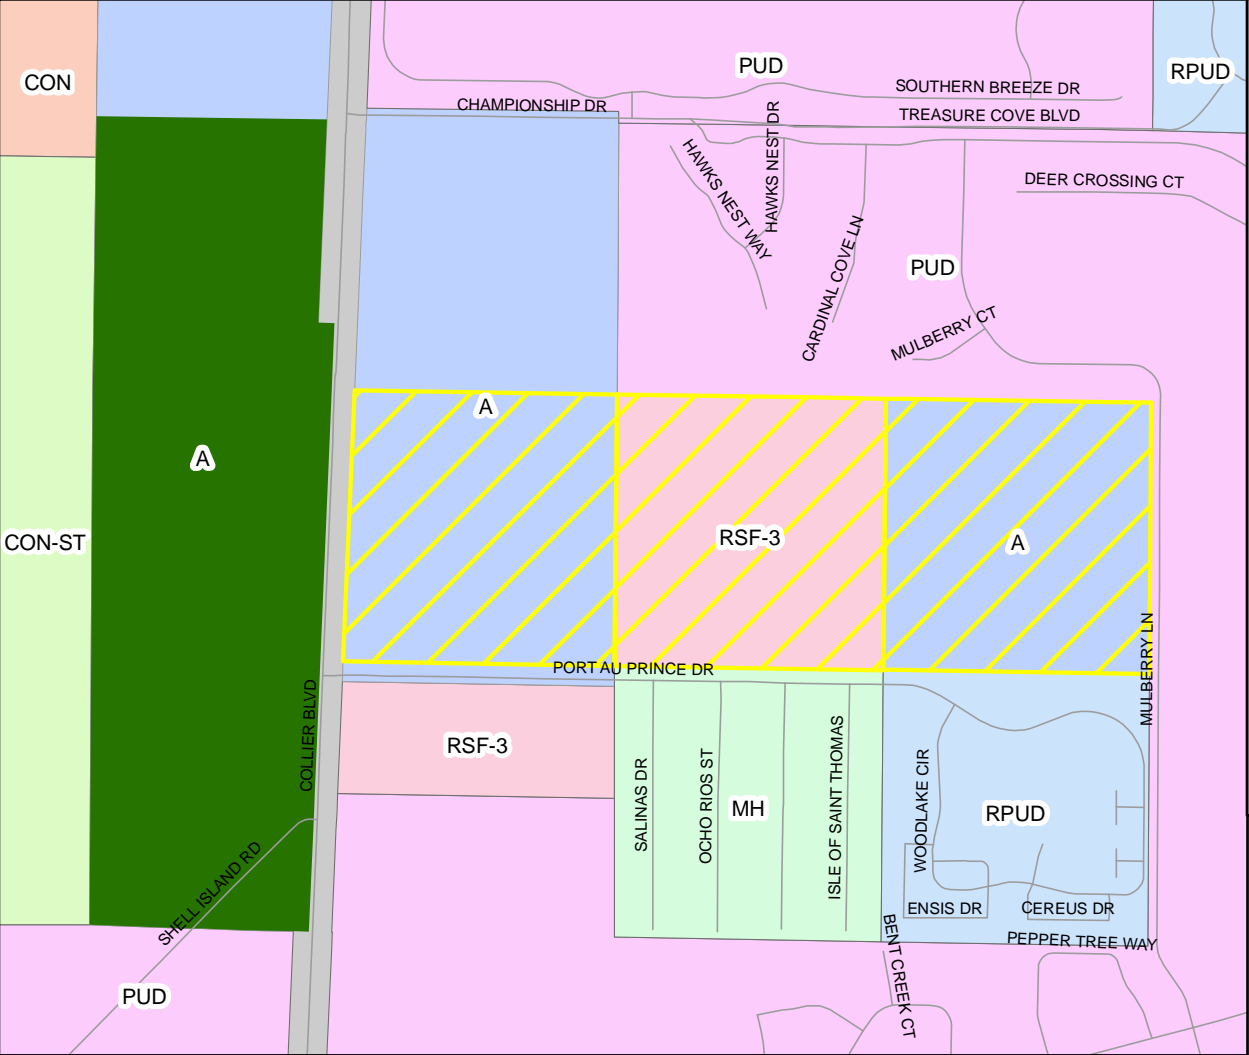 PUD
RPUD
CON
SOUTHERN BREEZE DR
CHAMPIONSHIP DR
TREASURE COVE BLVD
HAWKS NEST DR
HAWKS NEST WAY
DEER CROSSING CT
CARDINAL COVE LN
PUD
MULBERRY CT
A
A
CON-ST
RSF-3
A
PORT AU PRINCE DR
MULBERRY LN
COLLIER BLVD
RSF-3
SALINAS DR
OCHO RIOS ST
MH
ISLE OF SAINT THOMAS
WOODLAKE CIR
RPUD
SHELL ISLAND RD
ENSIS DR
CEREUS DR
PEPPER TREE WAY
BENT CREEK CT
PUD